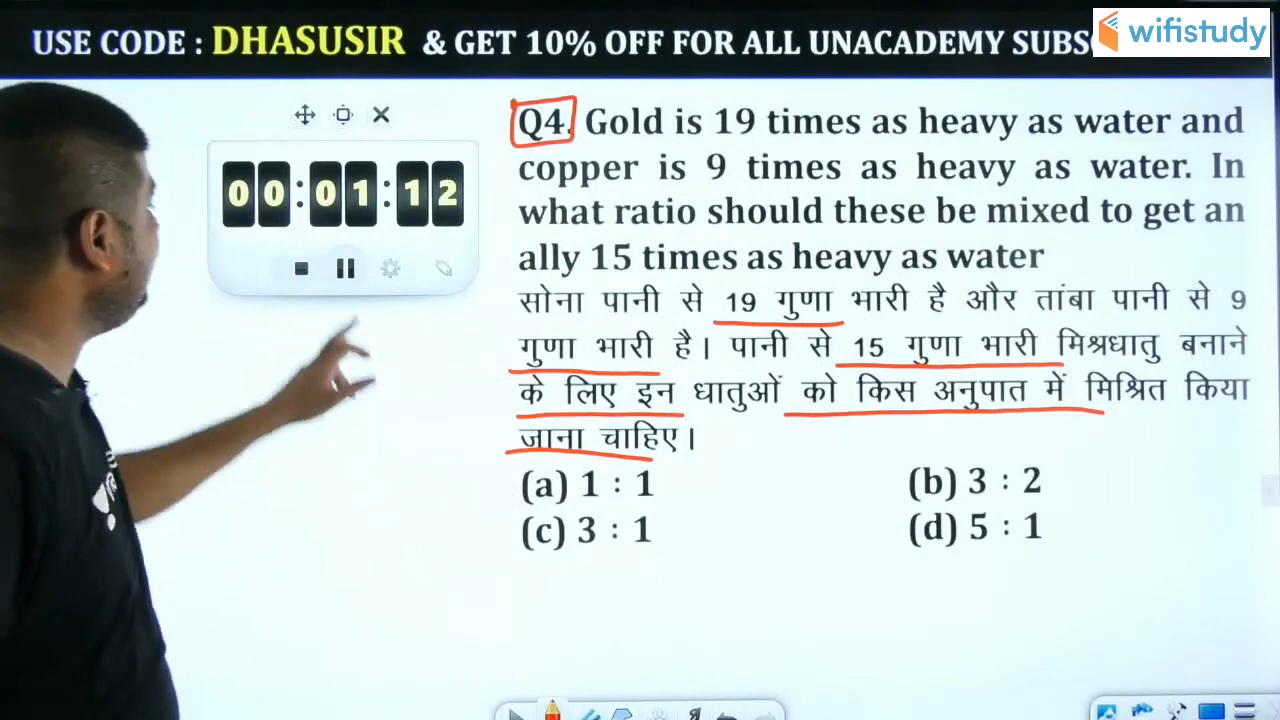 USE CODE : DHASUSIR & GET 10% OFF FOR ALL UNACADEMY SUBS
wifistudy
00:01:12
Q4. Gold is 19 times as heavy as water and
copper is 9 times as heavy as water. In
what ratio should these be mixed to get an
ally 15 times as heavy as water
सोना पानी से 19 गुणा भारी है और तांबा पानी से 9
गुणा भारी है। पानी से 15 गुणा भारी मिश्रधातु बनाने
के लिए इन धातुओं को किस अनुपात में मिश्रित किया
जाना चाहिए।
(a) 1 : 1 (b) 3 : 2
(c) 3 : 1 (d) 5 : 1